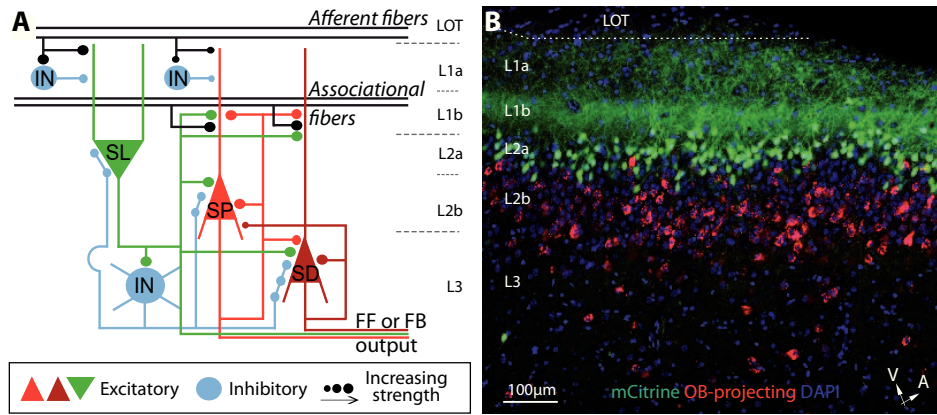 A
Afferent fibers
LOT
IN
IN
L1a
Associational
fibers
L1b
SL
L2a
SP
L2b
IN
SD
L3
FF or FB
output
Excitatory
Inhibitory
Increasing
strength
B
LOT
L1a
L1b
L2a
L2b
L3
100µm
mCitrine OB-projecting DAPI
V
A